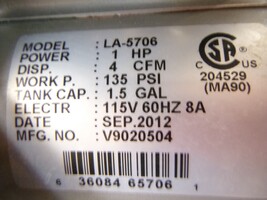 MODEL : LA-5706
POWER : 1 HP
DISP. : 4 CFM
WORK P. : 135 PSI
TANK CAP. : 1.5 GAL
ELECTR : 115V 60HZ 8A
DATE : SEP.2012
MFG. NO. : V9020504
SA
C US
204529
(MA90)
6 36084 65706 1